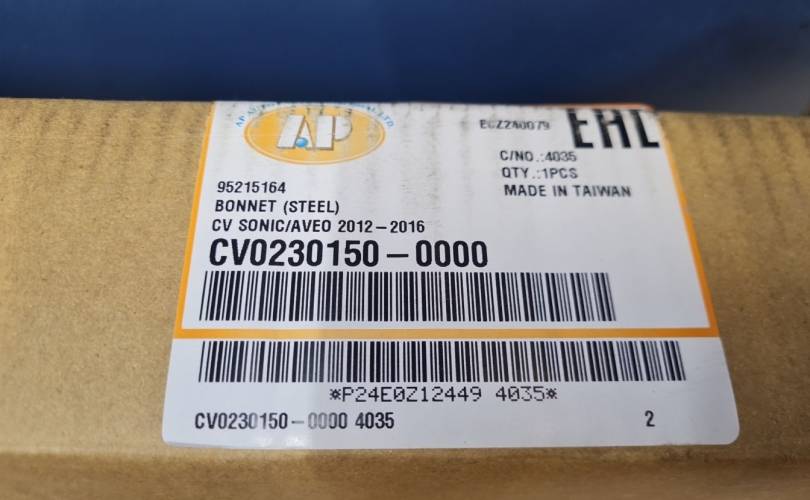 AP
ECZ240079
EHL
C/NO.:4035
QTY.:1PCS
MADE IN TAIWAN
95215164
BONNET (STEEL)
CV SONIC/AVEO 2012-2016
CV0230150-0000
*P24E0Z12449 4035*
CV0230150-0000 4035
2